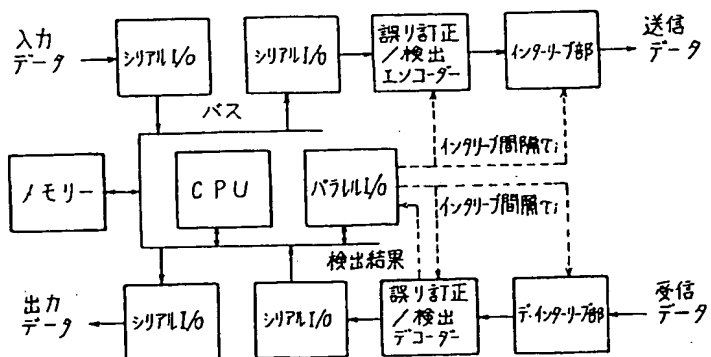 入力
データ
シリアルI/O
シリアルI/O
誤り訂正
/検出
エンコーダー
インターリーブ部
送信
データ
バス
インタリーブ間隔τi
メモリー
CPU
パラレルI/O
インタリーブ間隔τi
検出結果
出力
データ
シリアルI/O
シリアルI/O
誤り訂正
/検出
デコーダー
デ・インターリーブ部
受信
データ